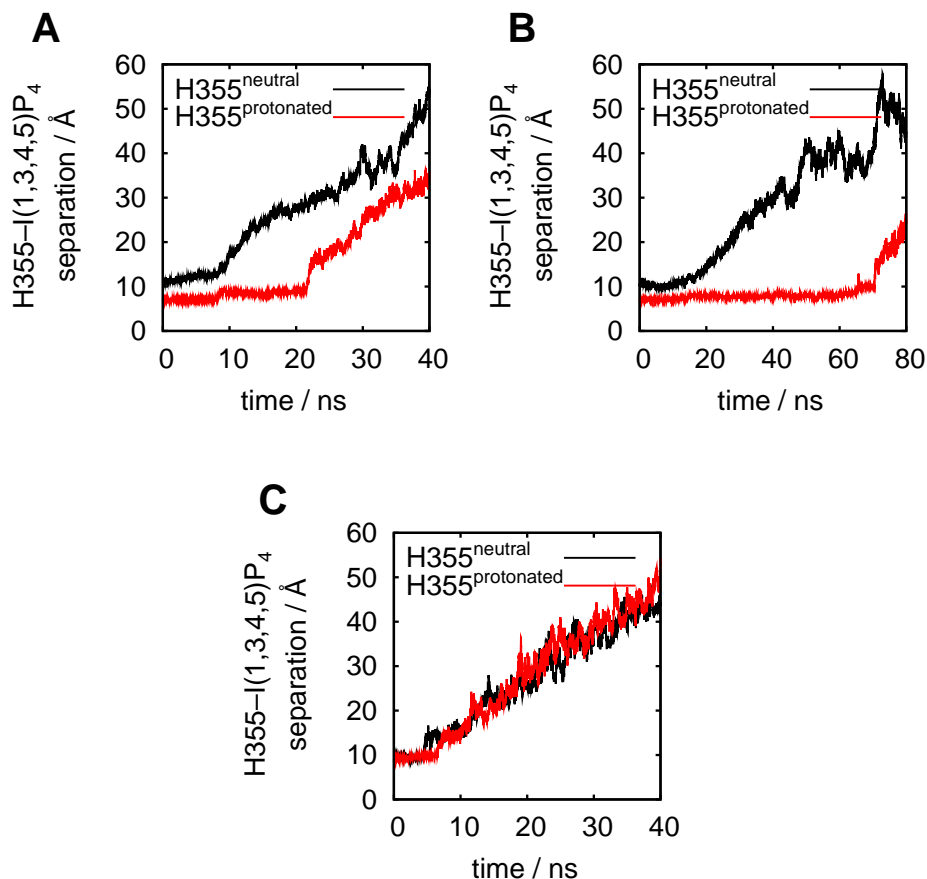 A
H355–I(1,3,4,5)P₄
separation / Å
60
50
40
30
20
10
0
H355ⁿᵉᵘᵗʳᵃˡ
H355ᵖʳᵒᵗᵒⁿᵃᵗᵉᵈ
0 10 20 30 40
time / ns
B
H355–I(1,3,4,5)P₄
separation / Å
60
50
40
30
20
10
0
H355ⁿᵉᵘᵗʳᵃˡ
H355ᵖʳᵒᵗᵒⁿᵃᵗᵉᵈ
0 20 40 60 80
time / ns
C
H355–I(1,3,4,5)P₄
separation / Å
60
50
40
30
20
10
0
H355ⁿᵉᵘᵗʳᵃˡ
H355ᵖʳᵒᵗᵒⁿᵃᵗᵉᵈ
0 10 20 30 40
time / ns